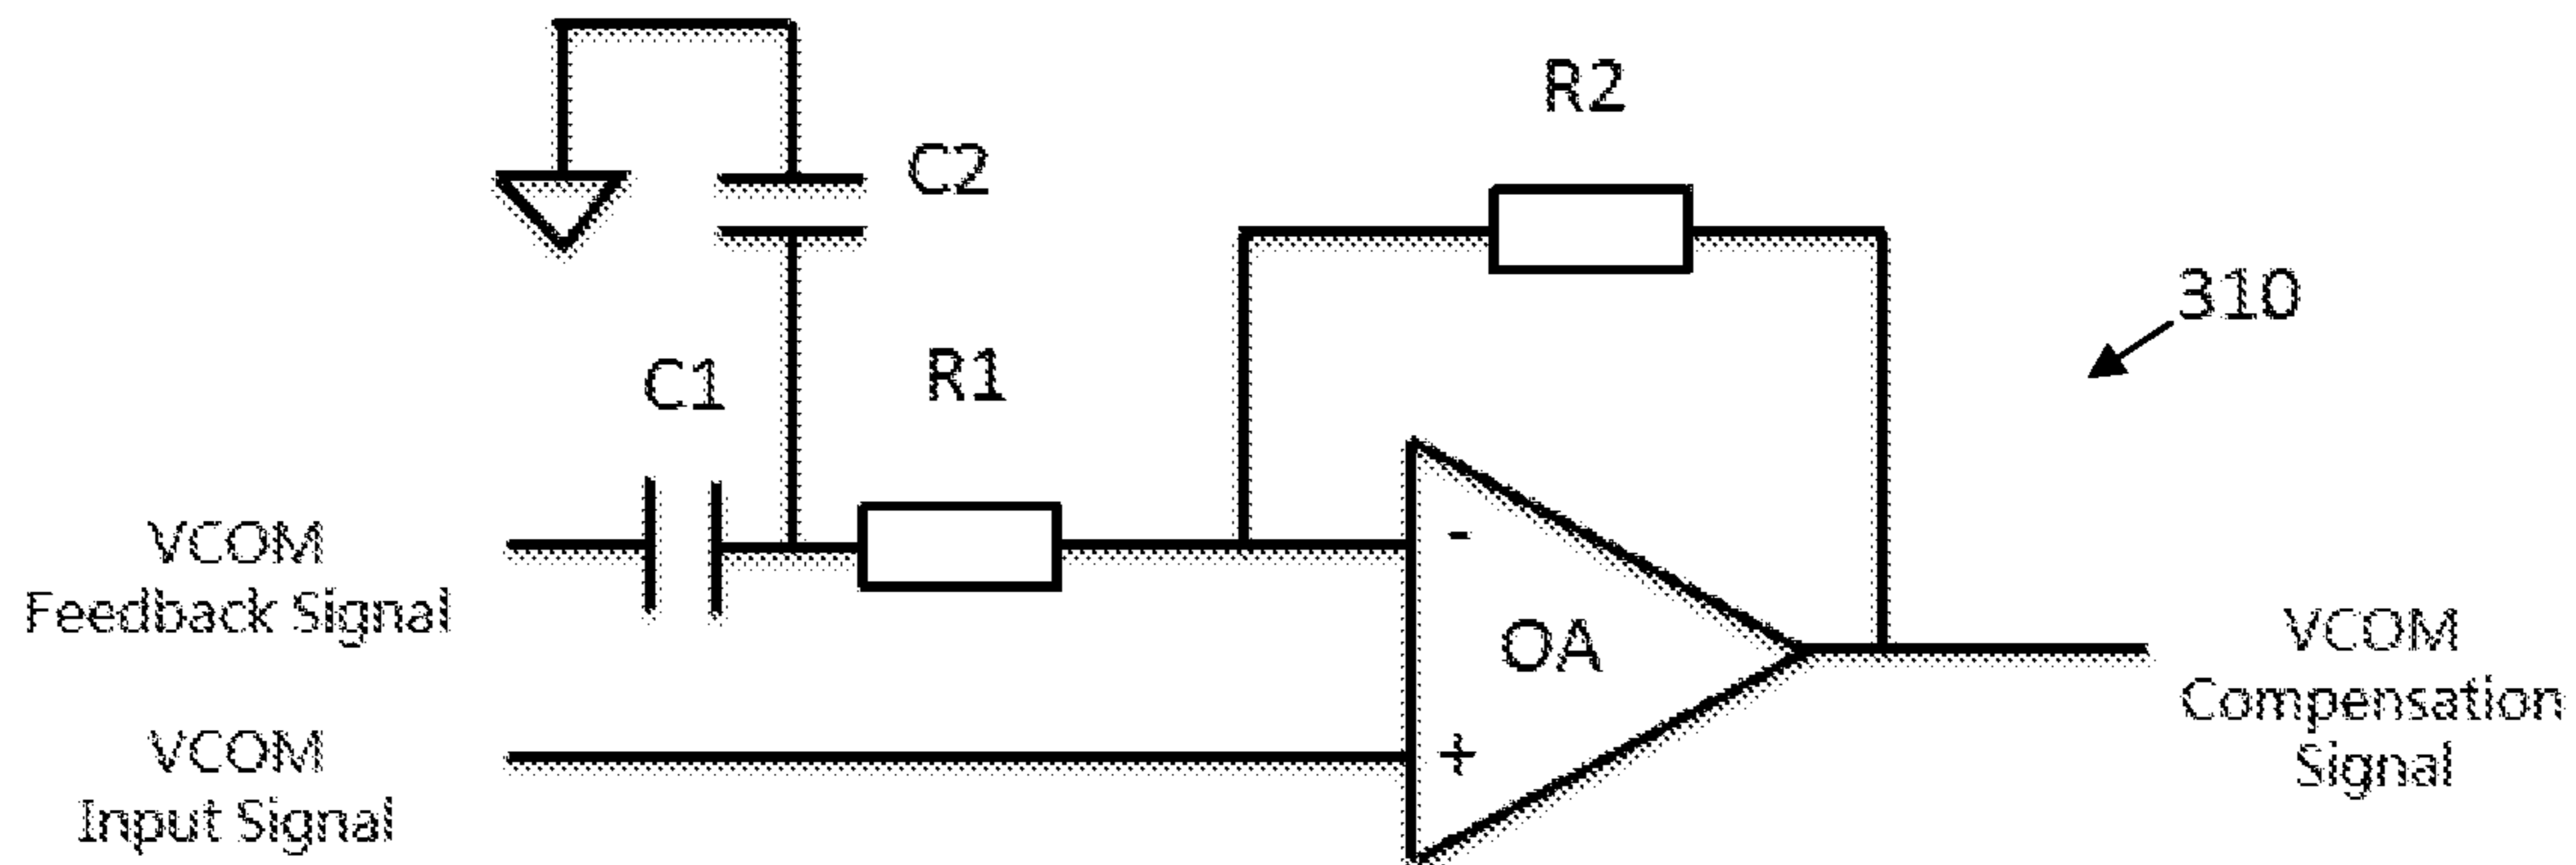 R2
C2
310
R1
C1
VCOM
Feedback Signal
-
OA
+
VCOM
Input Signal
VCOM
Compensation
Signal